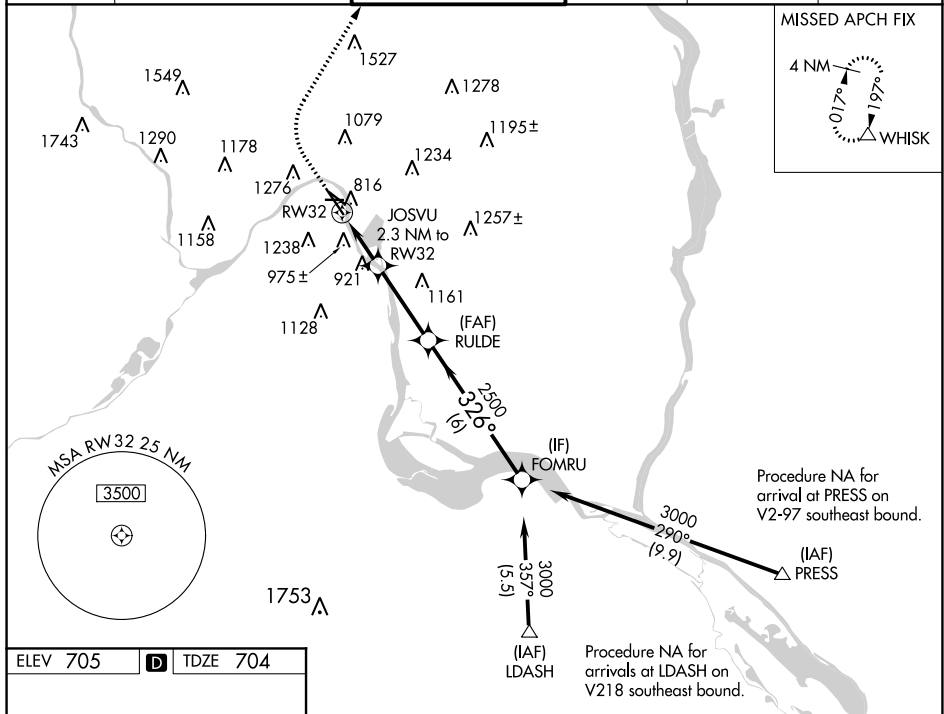 MISSED APCH FIX
4 NM
017°
197°
WHISK
1527
1549
1278
1743
1290
1178
1079
1195±
1234
1276
816
RW32
JOSVU
2.3 NM to
RW32
1257±
1158
1238
975±
921
1161
1128
(FAF)
RULDE
2500
326°
(6)
(IF)
FOMRU
MSA RW32 25 NM
3500
Procedure NA for
arrival at PRESS on
V2-97 southeast bound.
3000
290°
(9.9)
(IAF)
PRESS
3000
357°
(5.5)
1753
(IAF)
LDASH
Procedure NA for
arrivals at LDASH on
V218 southeast bound.
ELEV 705
D
TDZE 704